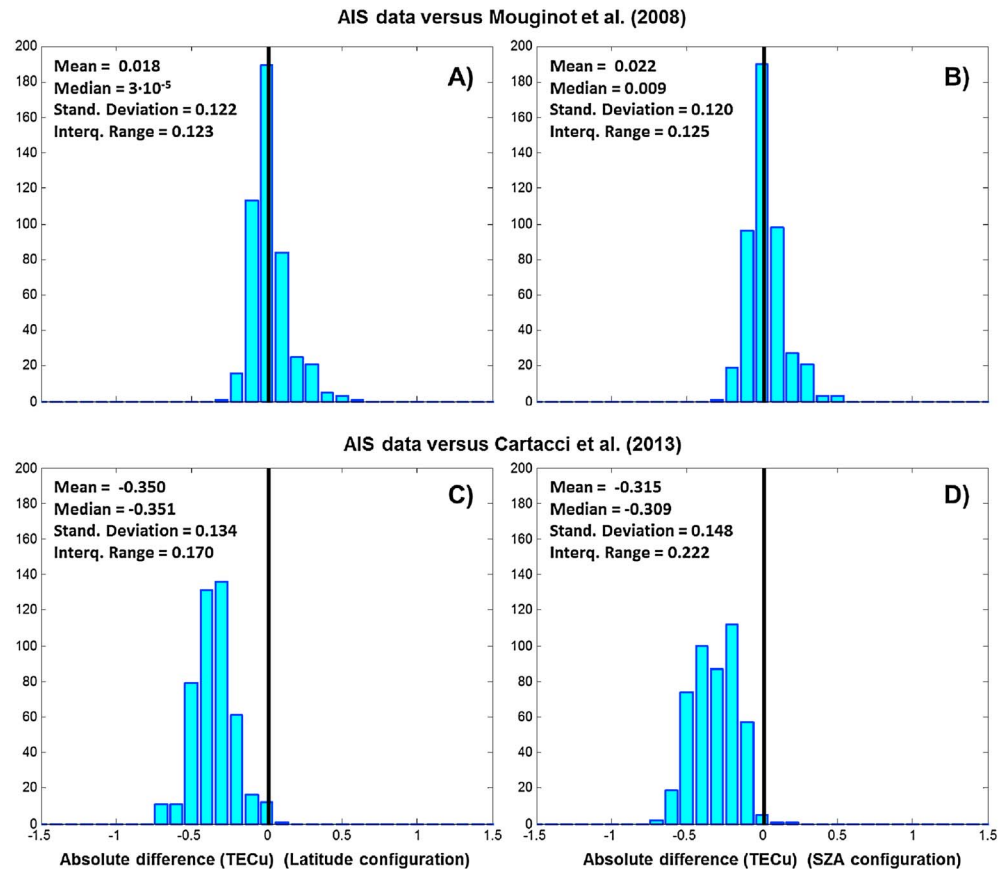 AIS data versus Mouginot et al. (2008)
A)
Mean = 0.018
Median = 3·10⁻⁵
Stand. Deviation = 0.122
Interq. Range = 0.123
200
180
160
140
120
100
80
60
40
20
0
-1.5 -1 -0.5 0 0.5 1 1.5
B)
Mean = 0.022
Median = 0.009
Stand. Deviation = 0.120
Interq. Range = 0.125
200
180
160
140
120
100
80
60
40
20
0
-1.5 -1 -0.5 0 0.5 1 1.5
AIS data versus Cartacci et al. (2013)
C)
Mean = -0.350
Median = -0.351
Stand. Deviation = 0.134
Interq. Range = 0.170
200
180
160
140
120
100
80
60
40
20
0
-1.5 -1 -0.5 0 0.5 1 1.5
Absolute difference (TECu) (Latitude configuration)
D)
Mean = -0.315
Median = -0.309
Stand. Deviation = 0.148
Interq. Range = 0.222
200
180
160
140
120
100
80
60
40
20
0
-1.5 -1 -0.5 0 0.5 1 1.5
Absolute difference (TECu) (SZA configuration)